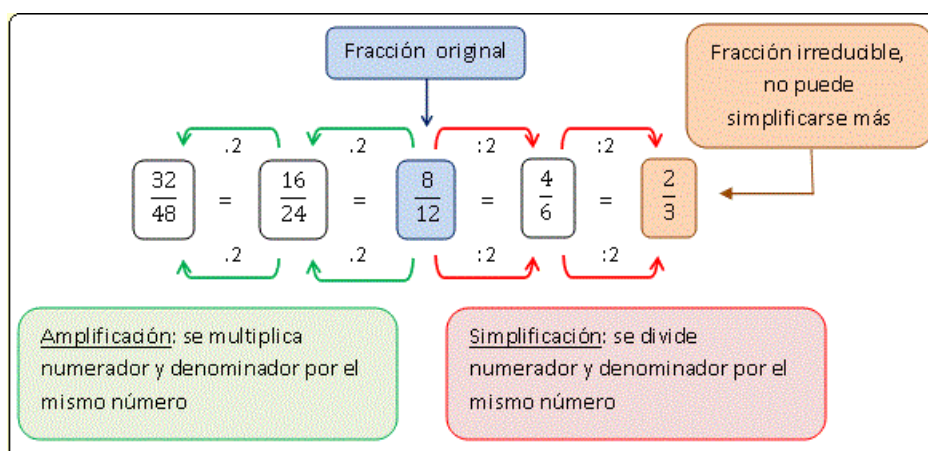 Fracción original
Fracción irreducible,
no puede
simplificarse más
.2 .2 :2 :2
32/48 = 16/24 = 8/12 = 4/6 = 2/3
.2 .2 :2 :2
Amplificación: se multiplica
numerador y denominador por el
mismo número
Simplificación: se divide
numerador y denominador por el
mismo número